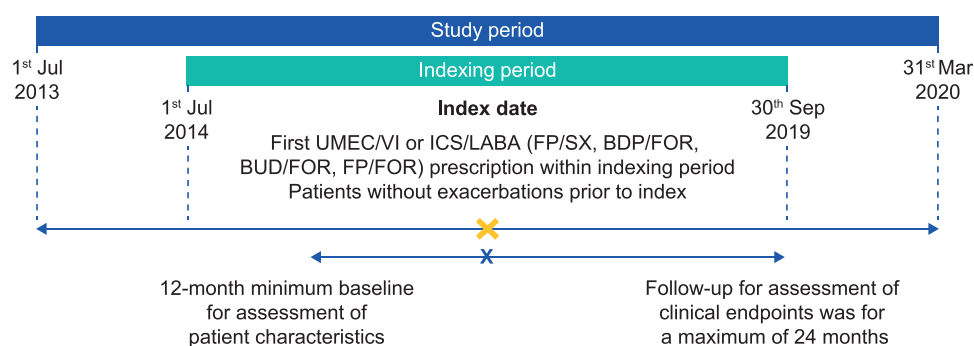 Study period
Indexing period
1st Jul
2013
1st Jul
2014
Index date
30th Sep
2019
31st Mar
2020
First UMEC/VI or ICS/LABA (FP/SX, BDP/FOR,
BUD/FOR, FP/FOR) prescription within indexing period
Patients without exacerbations prior to index
X
12-month minimum baseline
for assessment of
patient characteristics
Follow-up for assessment of
clinical endpoints was for
a maximum of 24 months